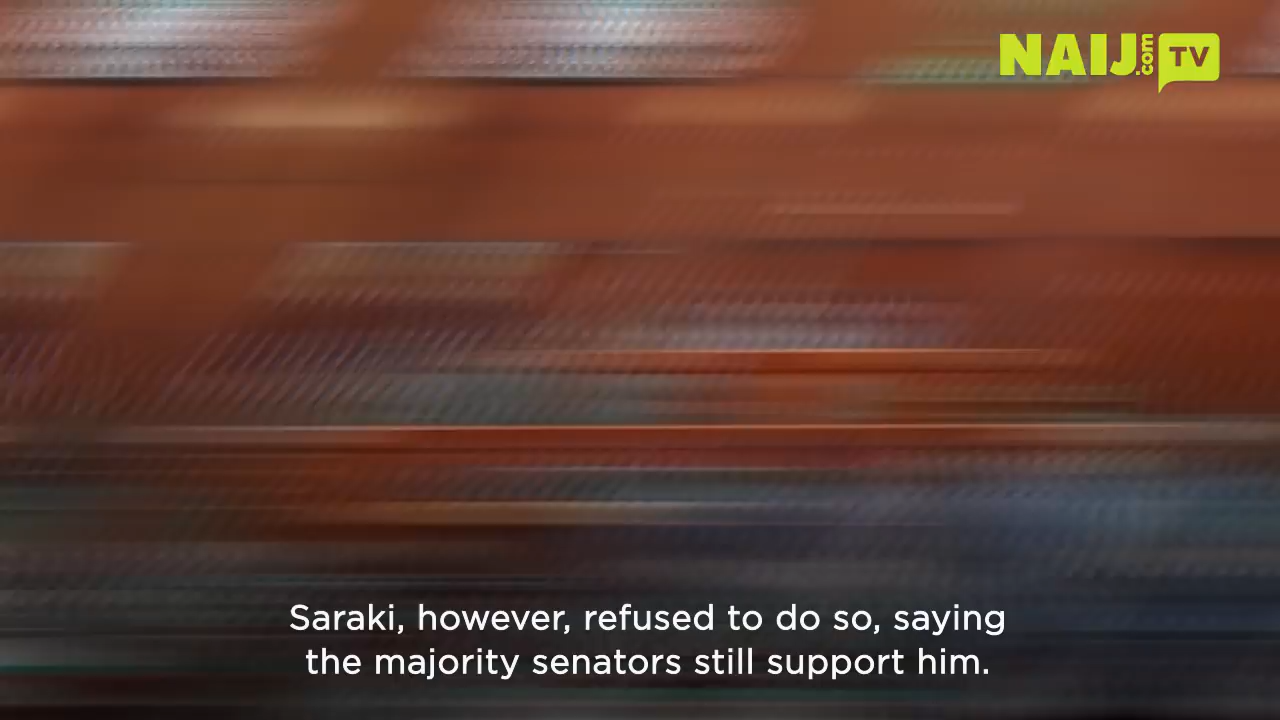 NAIJ.com TV
Saraki, however, refused to do so, saying
the majority senators still support him.